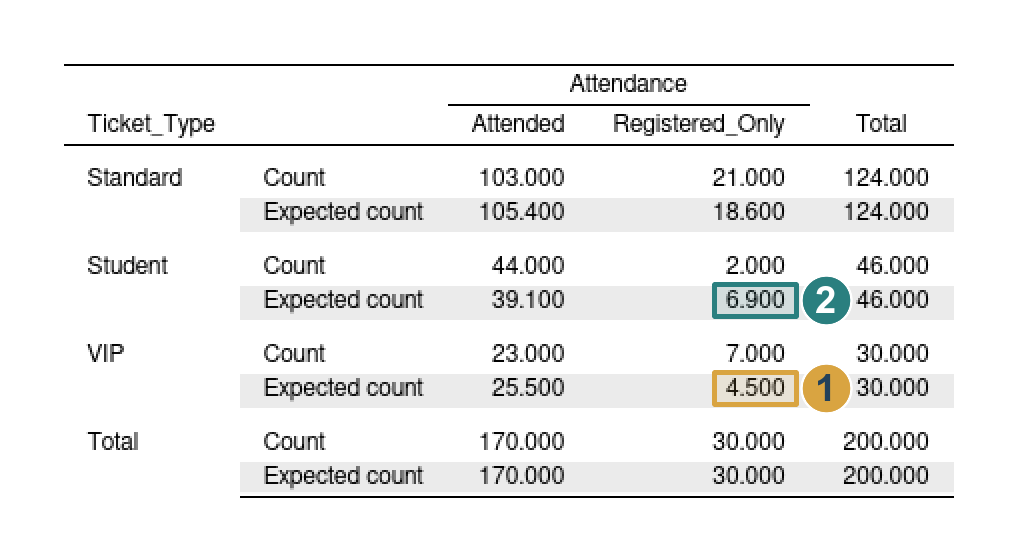 Attendance
Ticket_Type Attended Registered_Only Total
Standard Count 103.000 21.000 124.000
Expected count 105.400 18.600 124.000
Student Count 44.000 2.000 46.000
Expected count 39.100 6.900 2 46.000
VIP Count 23.000 7.000 30.000
Expected count 25.500 4.500 1 30.000
Total Count 170.000 30.000 200.000
Expected count 170.000 30.000 200.000